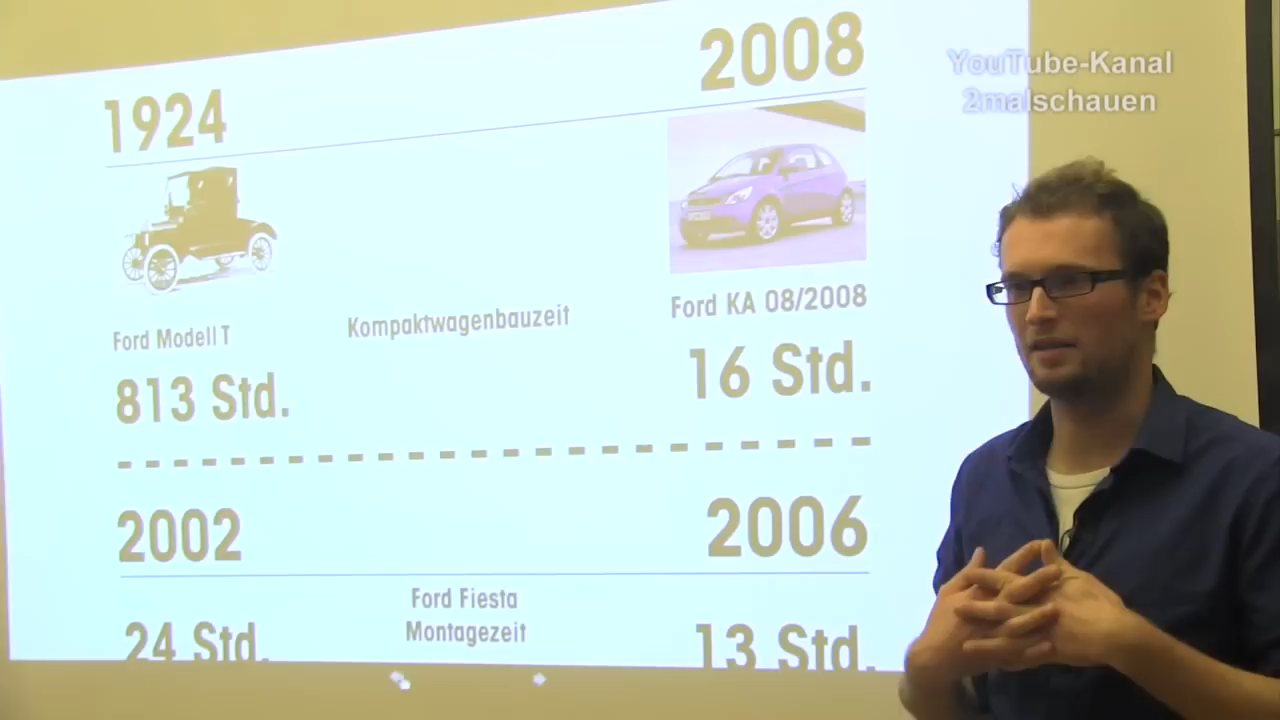 YouTube-Kanal
2malschauen
1924
2008
Ford Modell T
Kompaktwagenbauzeit
Ford KA 08/2008
813 Std.
16 Std.
2002
2006
Ford Fiesta
Montagezeit
24 Std.
13 Std.